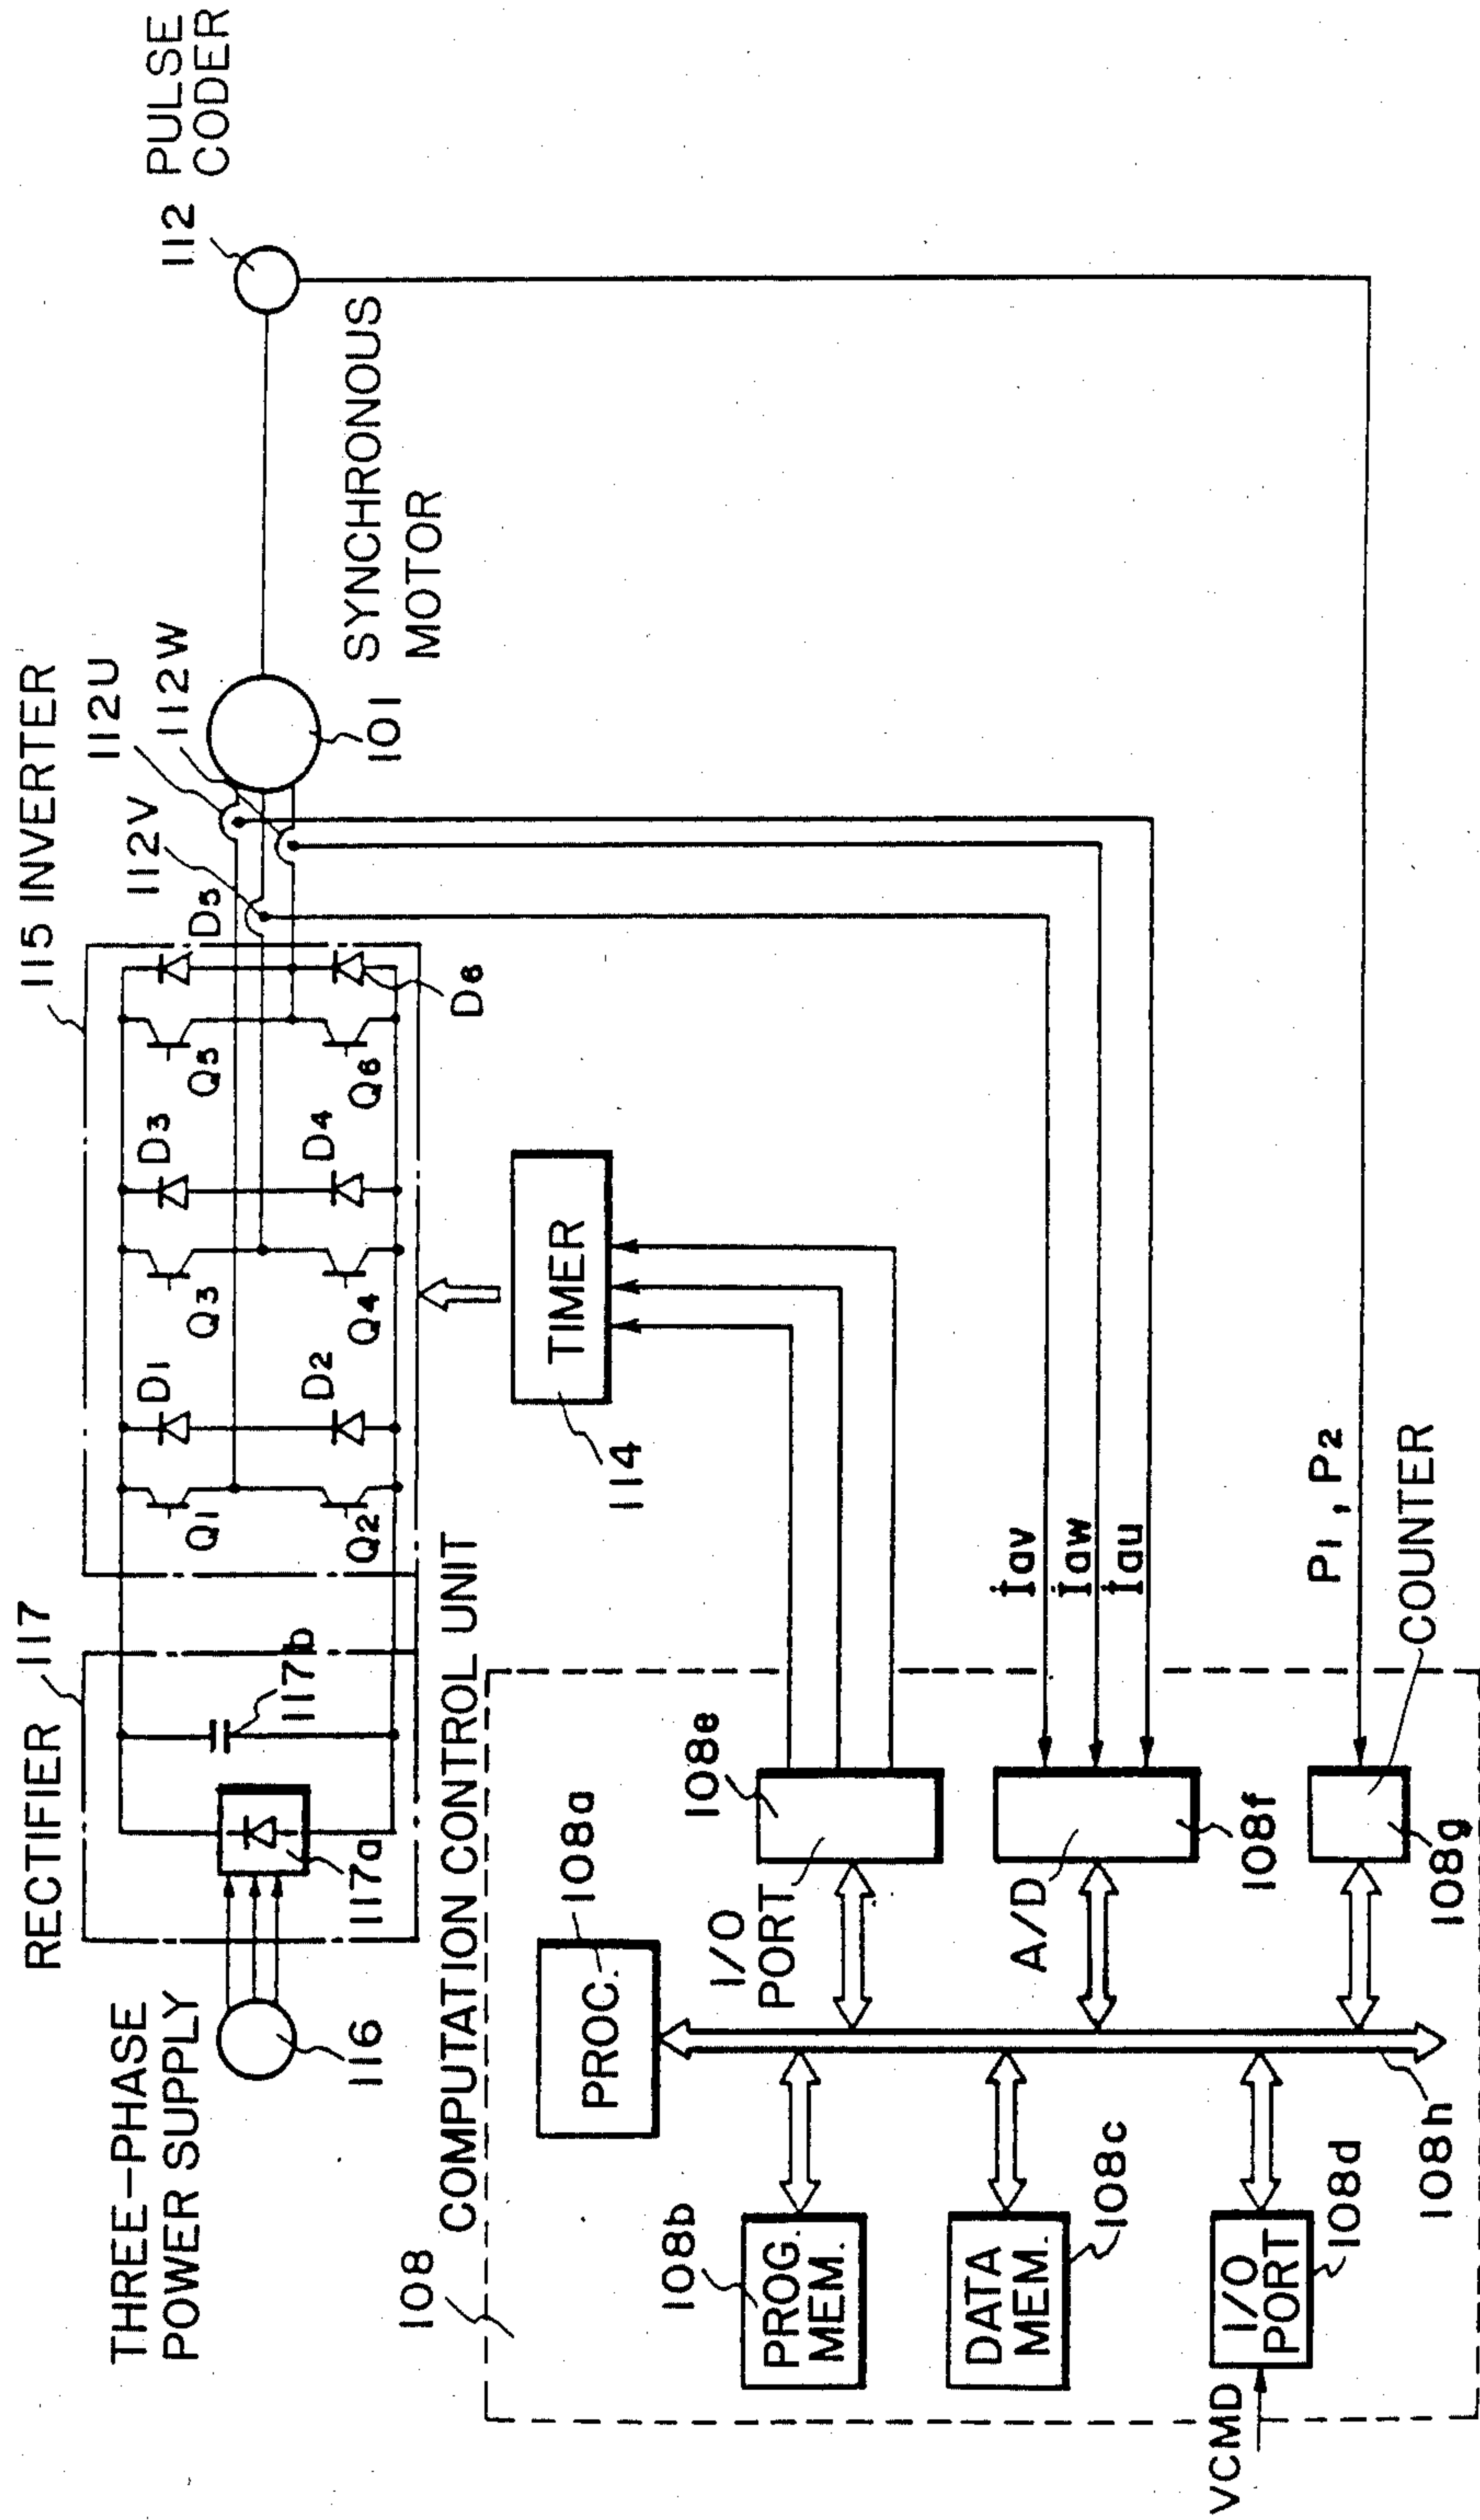 115 INVERTER
RECTIFIER 117
112U
112W
112V
THREE-PHASE
POWER SUPPLY
116
117a
117b
Q1
D1
Q3
D3
Q5
D5
Q2
D2
Q4
D4
Q6
D6
101
SYNCHRONOUS
MOTOR
112 PULSE
CODER
108 COMPUTATION CONTROL UNIT
TIMER
114
PROC.
108a
108b
PROG.
MEM.
DATA
MEM.
108c
VCMD
I/O
PORT
108d
108h
I/O
PORT
108e
A/D
108f
108g
COUNTER
iav
iaw
iau
P1, P2